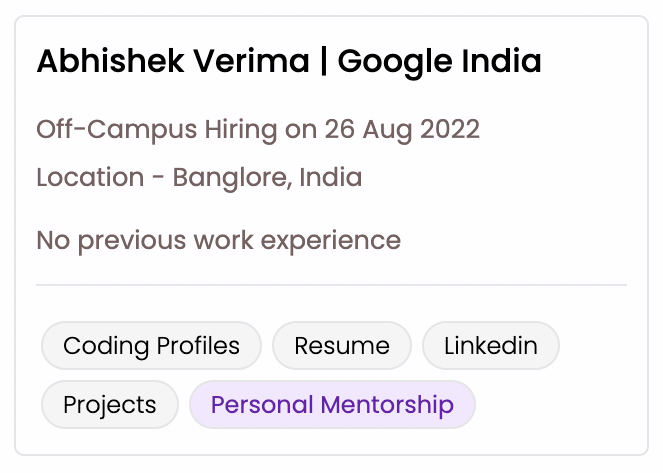 Abhishek Verima | Google India
Off-Campus Hiring on 26 Aug 2022
Location - Banglore, India
No previous work experience
Coding Profiles Resume Linkedin
Projects Personal Mentorship